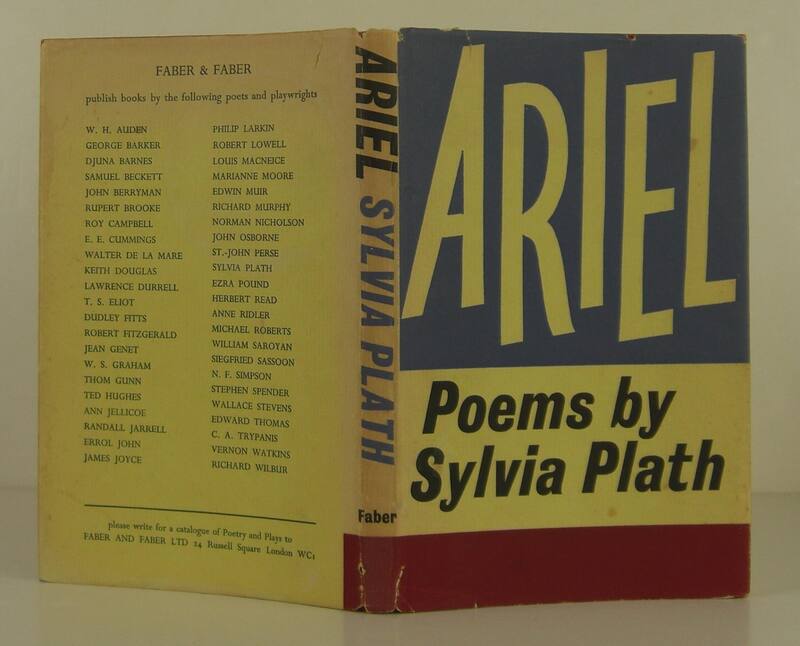 FABER & FABER
publish books by the following poets and playwrights
W. H. AUDEN
GEORGE BARKER
DJUNA BARNES
SAMUEL BECKETT
JOHN BERRYMAN
RUPERT BROOKE
ROY CAMPBELL
E. E. CUMMINGS
WALTER DE LA MARE
KEITH DOUGLAS
LAWRENCE DURRELL
T. S. ELIOT
DUDLEY FITTS
ROBERT FITZGERALD
JEAN GENET
W. S. GRAHAM
THOM GUNN
TED HUGHES
ANN JELLICOE
RANDALL JARRELL
ERROL JOHN
JAMES JOYCE
PHILIP LARKIN
ROBERT LOWELL
LOUIS MACNEICE
MARIANNE MOORE
EDWIN MUIR
RICHARD MURPHY
NORMAN NICHOLSON
JOHN OSBORNE
ST.-JOHN PERSE
SYLVIA PLATH
EZRA POUND
HERBERT READ
ANNE RIDLER
MICHAEL ROBERTS
WILLIAM SAROYAN
SIEGFRIED SASSOON
N. F. SIMPSON
STEPHEN SPENDER
WALLACE STEVENS
EDWARD THOMAS
C. A. TRYPANIS
VERNON WATKINS
RICHARD WILBUR
please write for a catalogue of Poetry and Plays to
FABER AND FABER LTD 24 Russell Square London WC1
ARIEL SYLVIA PLATH
Faber
ARIEL
Poems by
Sylvia Plath